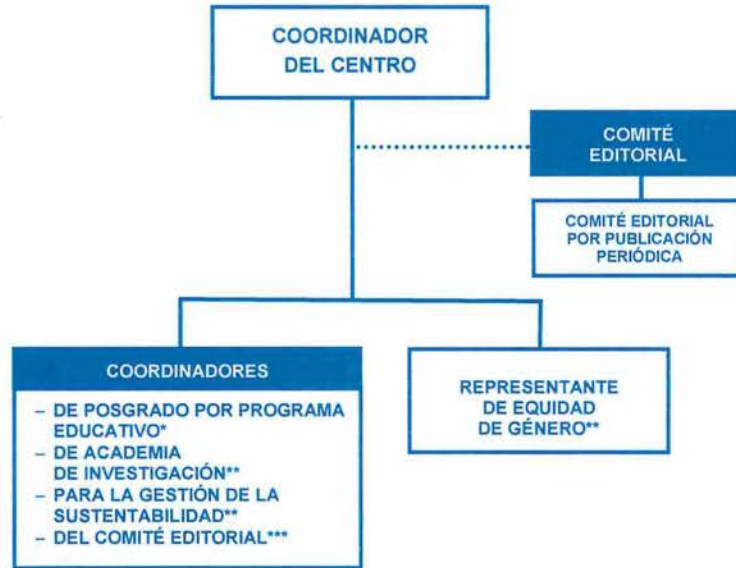 COORDINADOR
DEL CENTRO
COMITÉ
EDITORIAL
COMITÉ EDITORIAL
POR PUBLICACIÓN
PERIÓDICA
COORDINADORES
– DE POSGRADO POR PROGRAMA
EDUCATIVO*
– DE ACADEMIA
DE INVESTIGACIÓN**
– PARA LA GESTIÓN DE LA
SUSTENTABILIDAD**
– DEL COMITÉ EDITORIAL***
REPRESENTANTE
DE EQUIDAD
DE GÉNERO**